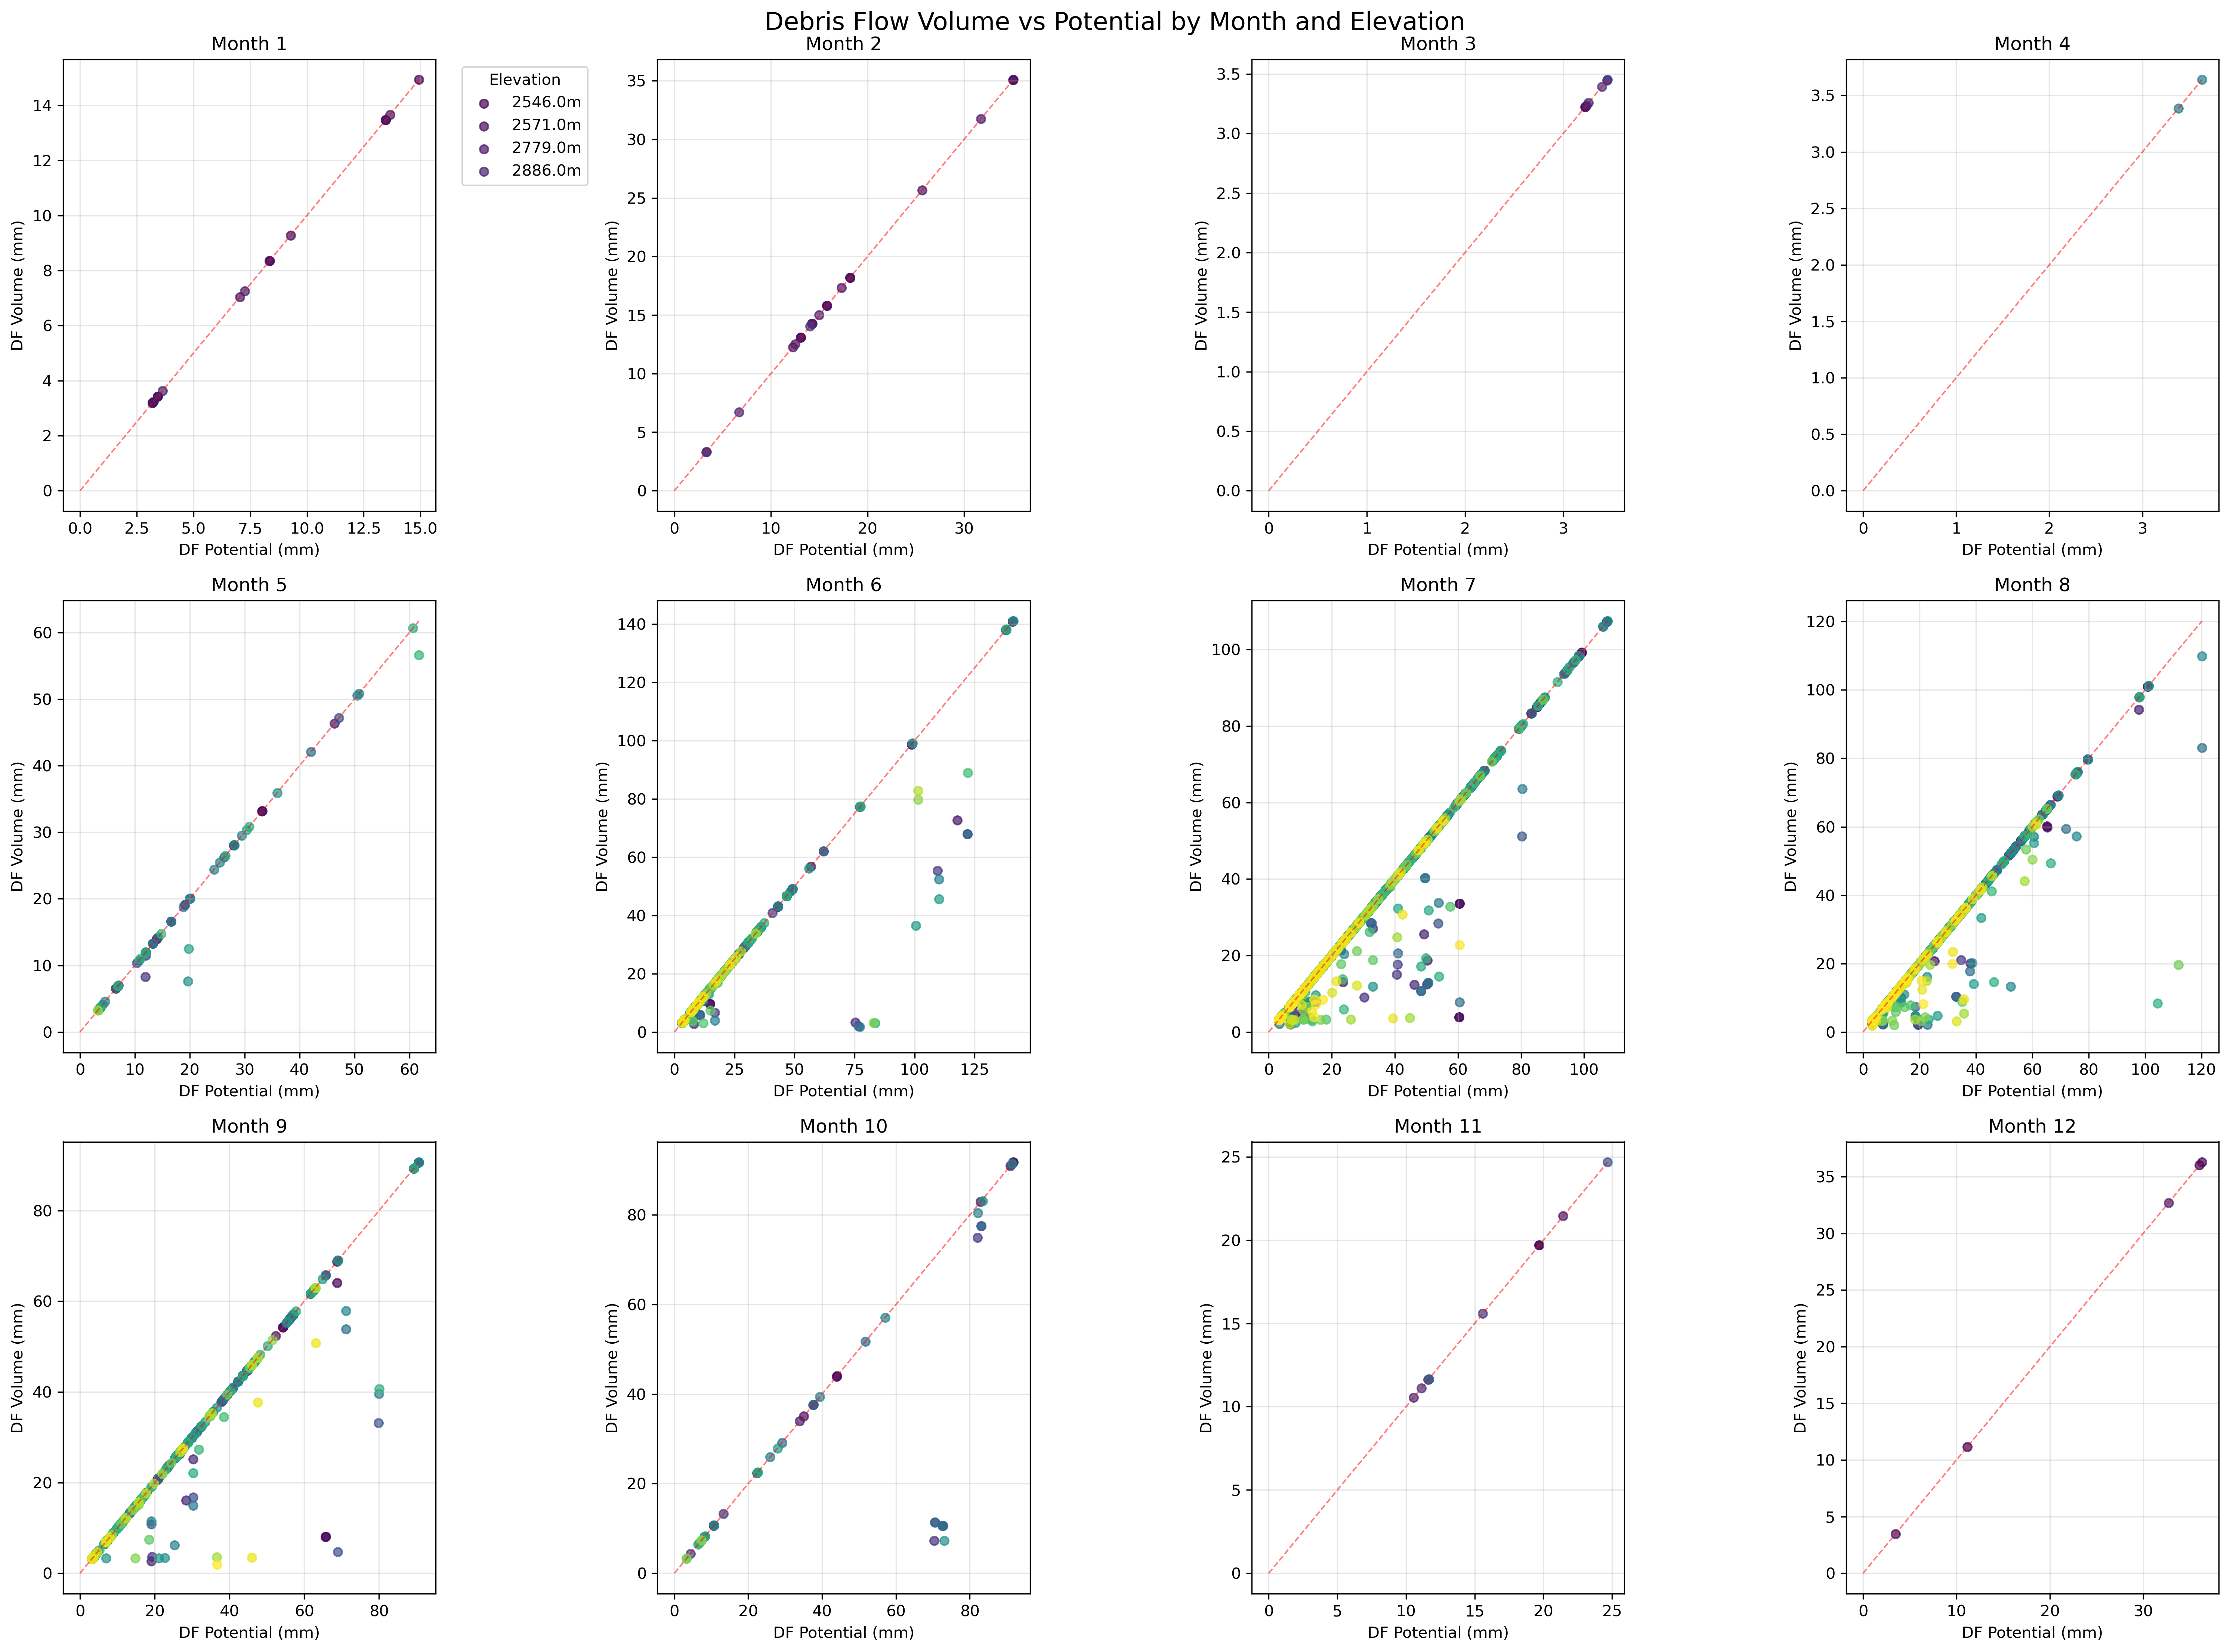 Debris Flow Volume vs Potential by Month and Elevation
Month 1
DF Volume (mm)
14
12
10
8
6
4
2
0
0.0 2.5 5.0 7.5 10.0 12.5 15.0
DF Potential (mm)
Elevation
2546.0m
2571.0m
2779.0m
2886.0m
Month 2
DF Volume (mm)
35
30
25
20
15
10
5
0
0 10 20 30
DF Potential (mm)
Month 3
DF Volume (mm)
3.5
3.0
2.5
2.0
1.5
1.0
0.5
0.0
0 1 2 3
DF Potential (mm)
Month 4
DF Volume (mm)
3.5
3.0
2.5
2.0
1.5
1.0
0.5
0.0
0 1 2 3
DF Potential (mm)
Month 5
DF Volume (mm)
60
50
40
30
20
10
0
0 10 20 30 40 50 60
DF Potential (mm)
Month 6
DF Volume (mm)
140
120
100
80
60
40
20
0
0 25 50 75 100 125
DF Potential (mm)
Month 7
DF Volume (mm)
100
80
60
40
20
0
0 20 40 60 80 100
DF Potential (mm)
Month 8
DF Volume (mm)
120
100
80
60
40
20
0
0 20 40 60 80 100 120
DF Potential (mm)
Month 9
DF Volume (mm)
80
60
40
20
0
0 20 40 60 80
DF Potential (mm)
Month 10
DF Volume (mm)
80
60
40
20
0
0 20 40 60 80
DF Potential (mm)
Month 11
DF Volume (mm)
25
20
15
10
5
0
0 5 10 15 20 25
DF Potential (mm)
Month 12
DF Volume (mm)
35
30
25
20
15
10
5
0
0 10 20 30
DF Potential (mm)